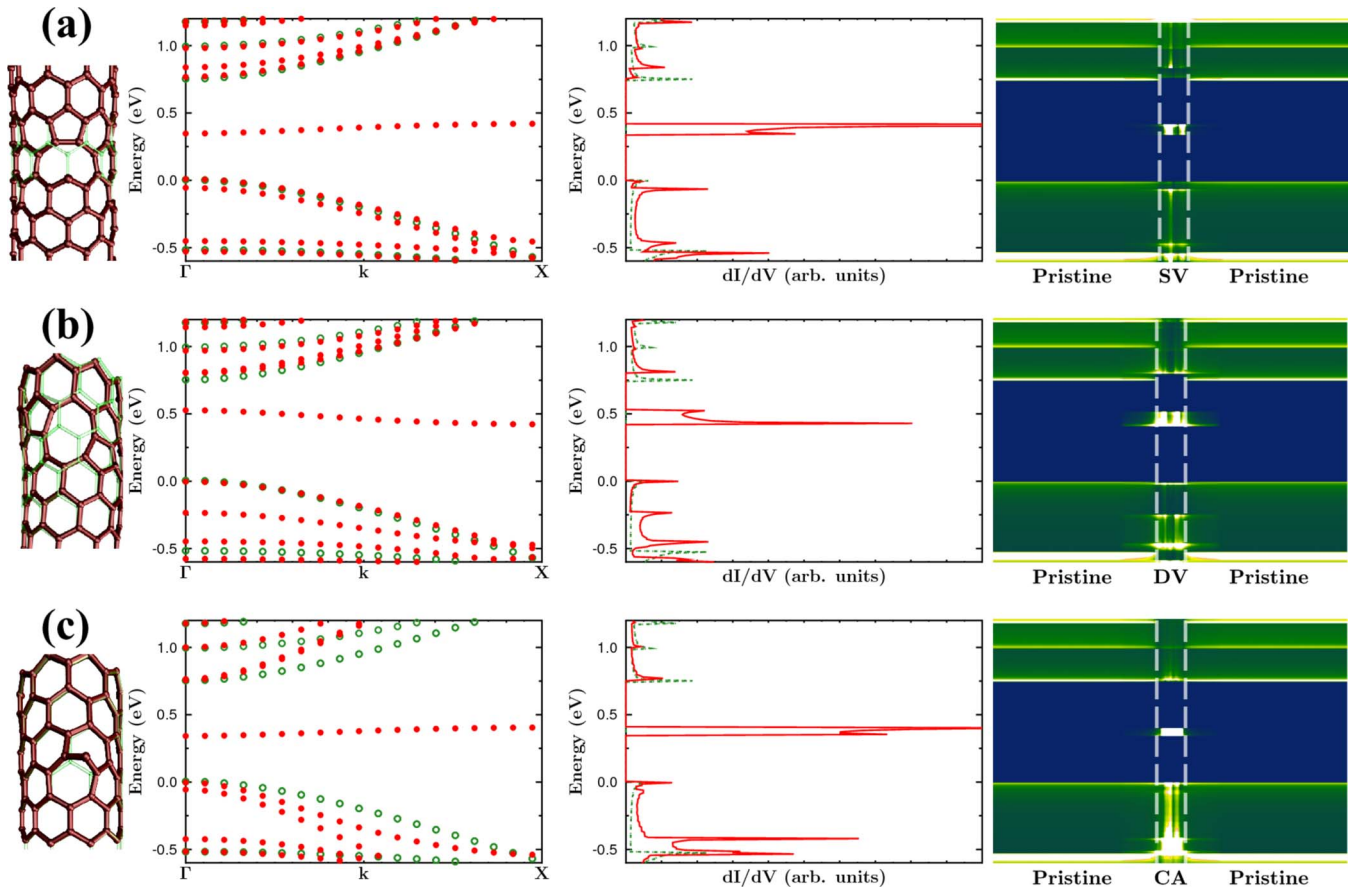 (a)
Energy (eV)
1.0
0.5
0.0
-0.5
Γ
k
X
Energy (eV)
1.0
0.5
0.0
-0.5
dI/dV (arb. units)
Pristine SV Pristine
(b)
Energy (eV)
1.0
0.5
0.0
-0.5
Γ
k
X
Energy (eV)
1.0
0.5
0.0
-0.5
dI/dV (arb. units)
Pristine DV Pristine
(c)
Energy (eV)
1.0
0.5
0.0
-0.5
Γ
k
X
Energy (eV)
1.0
0.5
0.0
-0.5
dI/dV (arb. units)
Pristine CA Pristine